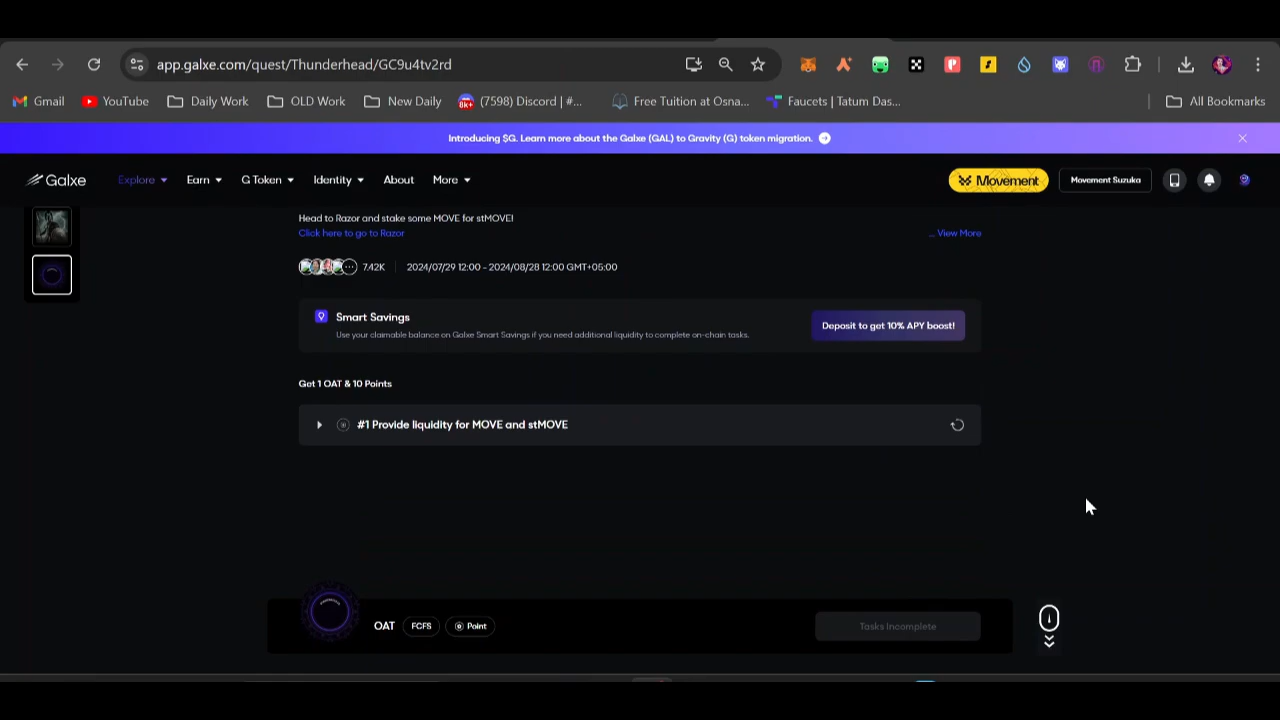 app.galxe.com/quest/Thunderhead/GC9u4tv2rd
Gmail YouTube Daily Work OLD Work New Daily (7598) Discord | #... Free Tuition at Osna... Faucets | Tatum Das... All Bookmarks
Introducing $G. Learn more about the Galxe (GAL) to Gravity (G) token migration.
Galxe Explore Earn G Token Identity About More Movement Movement Suzuka
Head to Razor and stake some MOVE for stMOVE!
Click here to go to Razor ... View More
7.42K 2024/07/29 12:00 - 2024/08/28 12:00 GMT+05:00
Smart Savings
Use your claimable balance on Galxe Smart Savings if you need additional liquidity to complete on-chain tasks.
Deposit to get 10% APY boost!
Get 1 OAT & 10 Points
#1 Provide liquidity for MOVE and stMOVE
OAT FCFS Point Tasks Incomplete